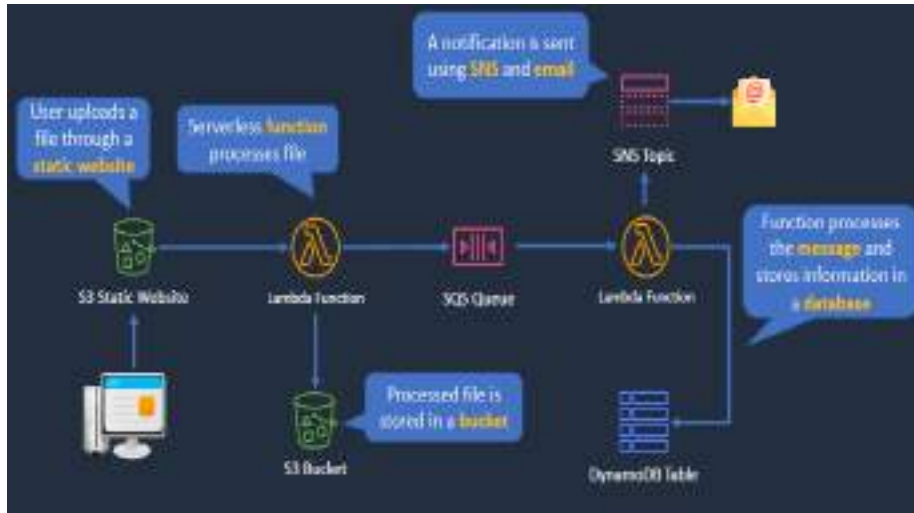 A notification is sent
using SNS and email
User uploads a
file through a
static website
Serverless function
processes file
SNS Topic
Function processes
the message and
stores information in
a database
S3 Static Website
Lambda Function
SQS Queue
Lambda Function
Processed file is
stored in a bucket
S3 Bucket
DynamoDB Table